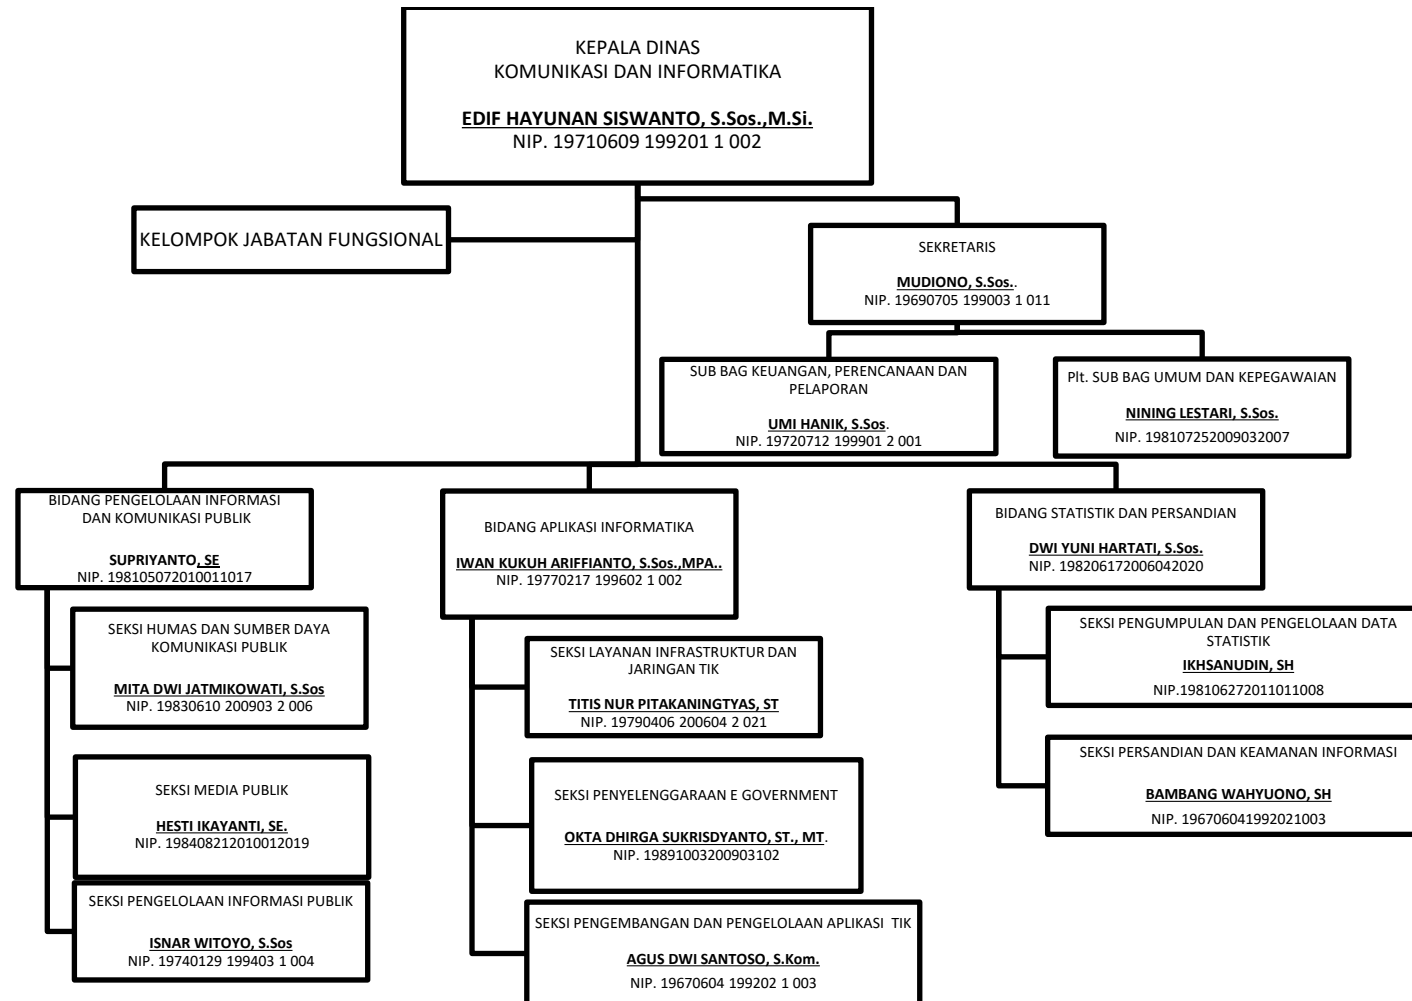 KEPALA DINAS
KOMUNIKASI DAN INFORMATIKA
EDIF HAYUNAN SISWANTO, S.Sos.,M.Si.
NIP. 19710609 199201 1 002
KELOMPOK JABATAN FUNGSIONAL
SEKRETARIS
MUDIONO, S.Sos..
NIP. 19690705 199003 1 011
SUB BAG KEUANGAN, PERENCANAAN DAN
PELAPORAN
UMI HANIK, S.Sos.
NIP. 19720712 199901 2 001
Plt. SUB BAG UMUM DAN KEPEGAWAIAN
NINING LESTARI, S.Sos.
NIP. 198107252009032007
BIDANG PENGELOLAAN INFORMASI
DAN KOMUNIKASI PUBLIK
SUPRIYANTO, SE
NIP. 198105072010011017
SEKSI HUMAS DAN SUMBER DAYA
KOMUNIKASI PUBLIK
MITA DWI JATMIKOWATI, S.Sos
NIP. 19830610 200903 2 006
SEKSI MEDIA PUBLIK
HESTI IKAYANTI, SE.
NIP. 198408212010012019
SEKSI PENGELOLAAN INFORMASI PUBLIK
ISNAR WITOYO, S.Sos
NIP. 19740129 199403 1 004
BIDANG APLIKASI INFORMATIKA
IWAN KUKUH ARIFFIANTO, S.Sos.,MPA..
NIP. 19770217 199602 1 002
SEKSI LAYANAN INFRASTRUKTUR DAN
JARINGAN TIK
TITIS NUR PITAKANINGTYAS, ST
NIP. 19790406 200604 2 021
SEKSI PENYELENGGARAAN E GOVERNMENT
OKTA DHIRGA SUKRISDYANTO, ST., MT.
NIP. 19891003200903102
SEKSI PENGEMBANGAN DAN PENGELOLAAN APLIKASI TIK
AGUS DWI SANTOSO, S.Kom.
NIP. 19670604 199202 1 003
BIDANG STATISTIK DAN PERSANDIAN
DWI YUNI HARTATI, S.Sos.
NIP. 198206172006042020
SEKSI PENGUMPULAN DAN PENGELOLAAN DATA
STATISTIK
IKHSANUDIN, SH
NIP.198106272011011008
SEKSI PERSANDIAN DAN KEAMANAN INFORMASI
BAMBANG WAHYUONO, SH
NIP. 196706041992021003